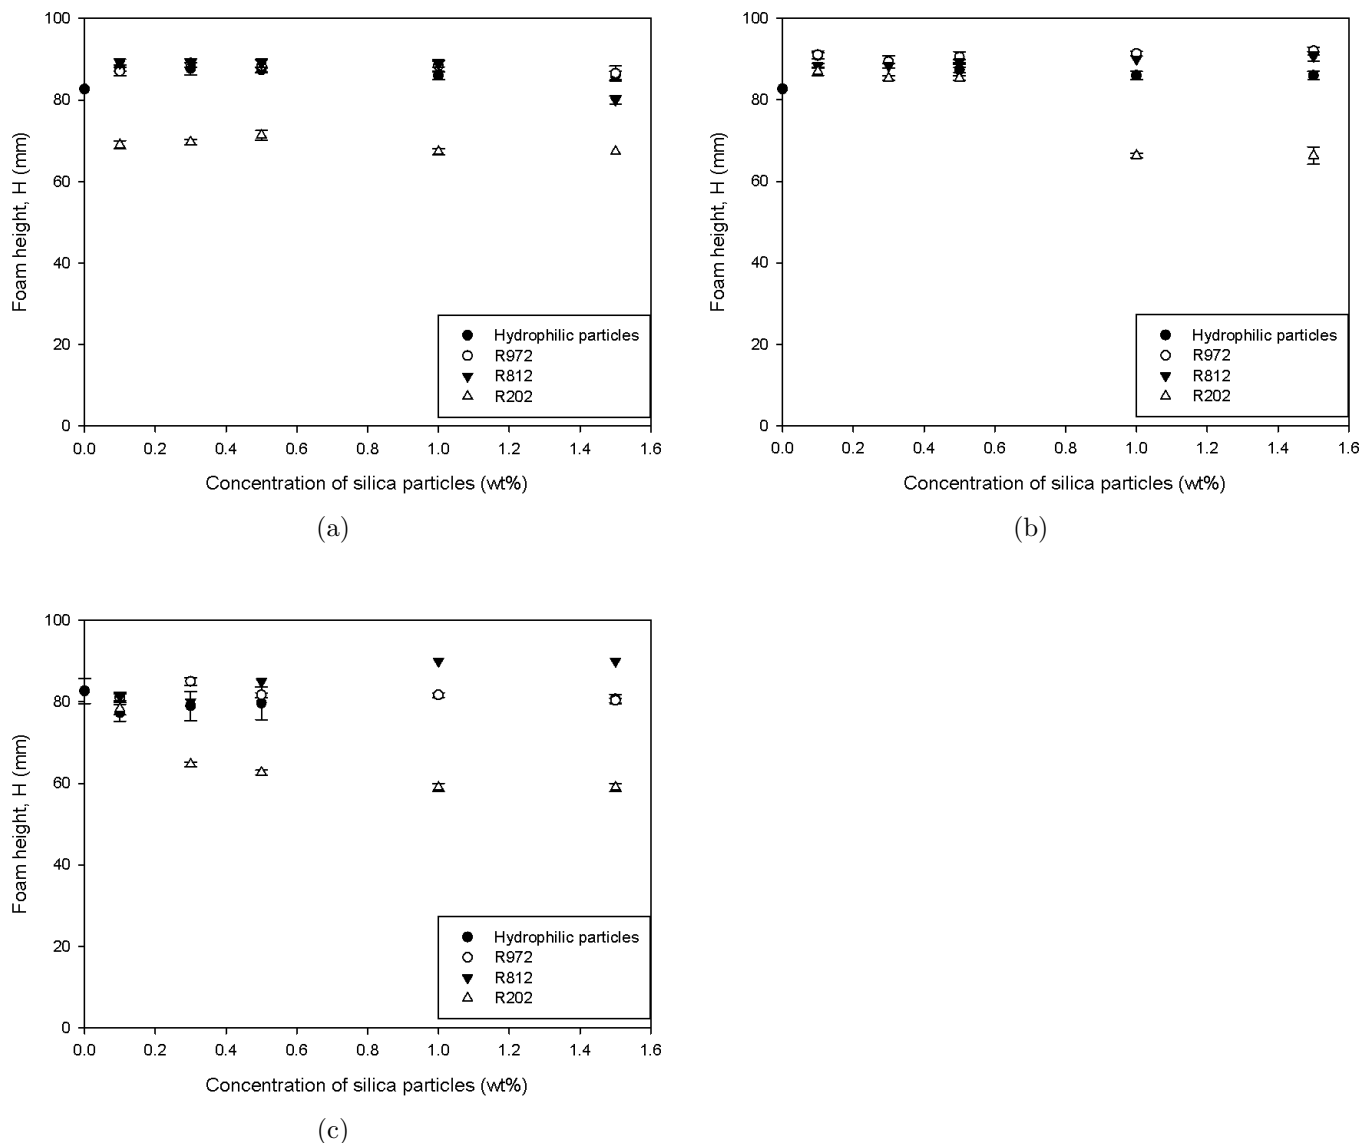 100
80
60
40
20
0
Foam height, H (mm)
Hydrophilic particles
R972
R812
R202
0.0 0.2 0.4 0.6 0.8 1.0 1.2 1.4 1.6
Concentration of silica particles (wt%)
(a)
100
80
60
40
20
0
Foam height, H (mm)
Hydrophilic particles
R972
R812
R202
0.0 0.2 0.4 0.6 0.8 1.0 1.2 1.4 1.6
Concentration of silica particles (wt%)
(b)
100
80
60
40
20
0
Foam height, H (mm)
Hydrophilic particles
R972
R812
R202
0.0 0.2 0.4 0.6 0.8 1.0 1.2 1.4 1.6
Concentration of silica particles (wt%)
(c)